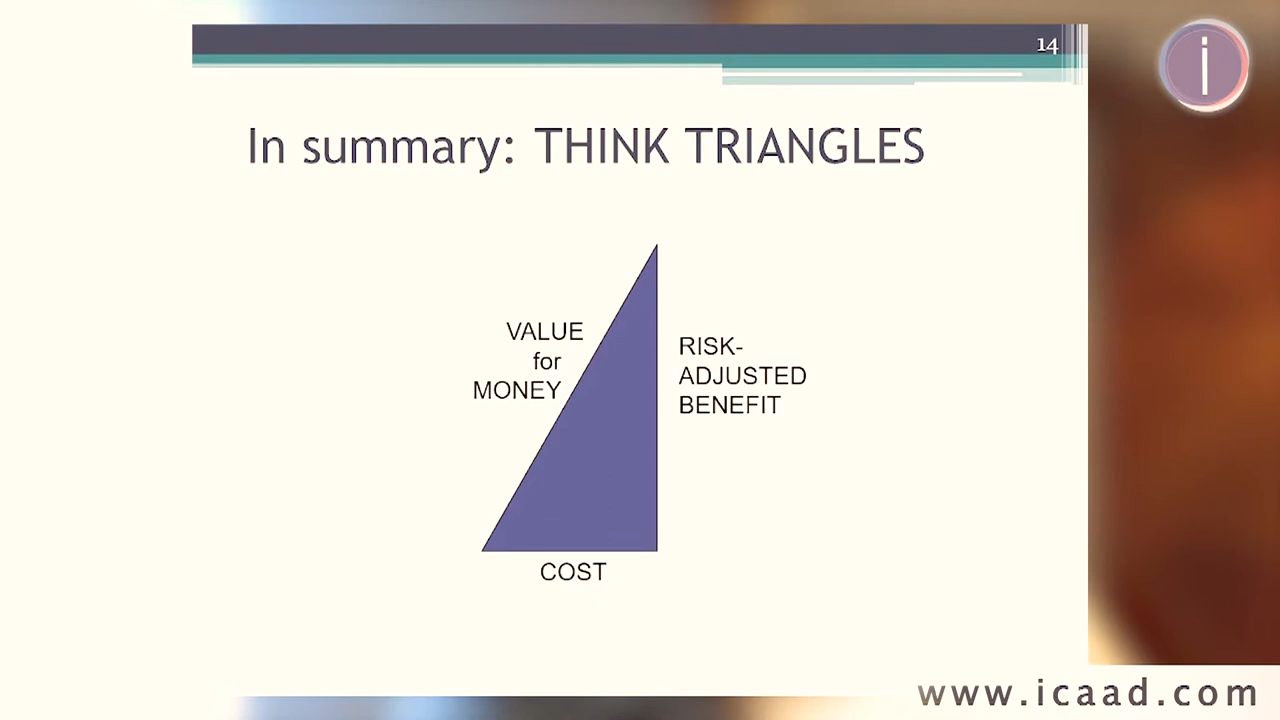 14
i
In summary: THINK TRIANGLES
VALUE
for
MONEY
RISK-
ADJUSTED
BENEFIT
COST
www.icaad.com